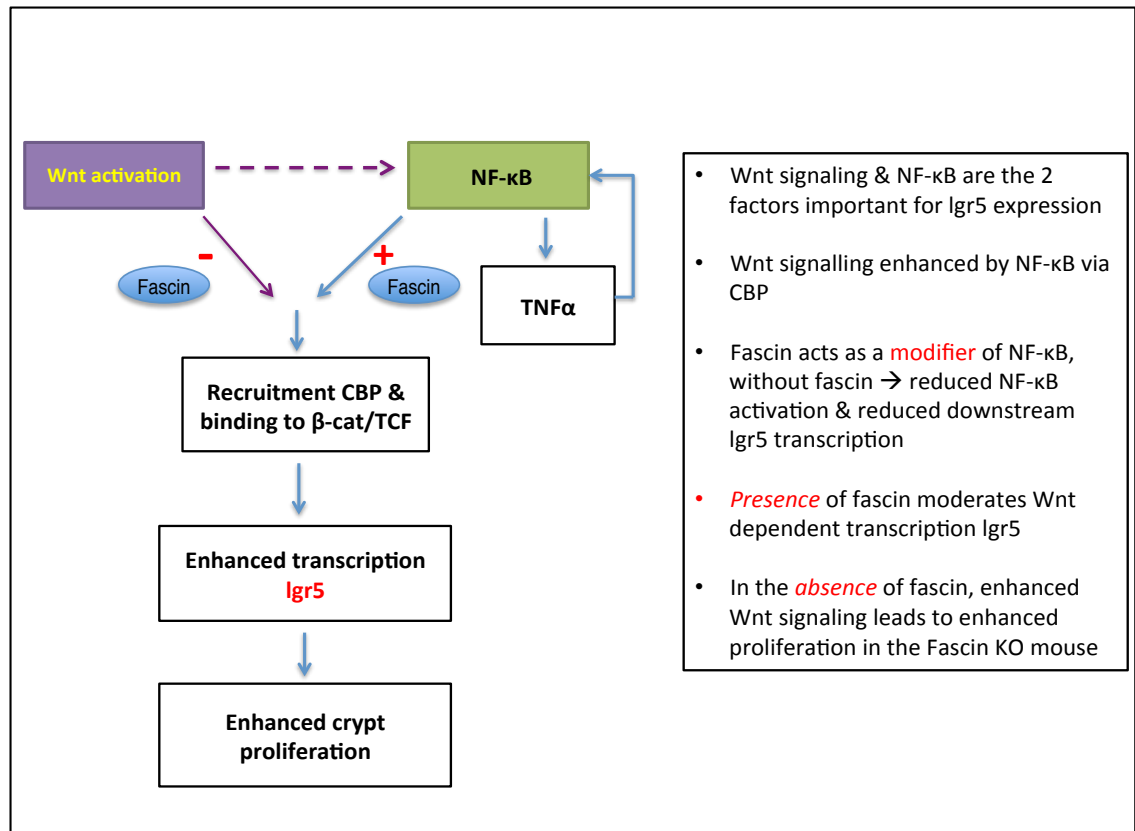 Wnt activation
NF-κB
-
+
Fascin
Fascin
TNFα
Recruitment CBP &
binding to β-cat/TCF
Enhanced transcription
lgr5
Enhanced crypt
proliferation
• Wnt signaling & NF-κB are the 2
factors important for lgr5 expression
• Wnt signalling enhanced by NF-κB via
CBP
• Fascin acts as a modifier of NF-κB,
without fascin → reduced NF-κB
activation & reduced downstream
lgr5 transcription
• Presence of fascin moderates Wnt
dependent transcription lgr5
• In the absence of fascin, enhanced
Wnt signaling leads to enhanced
proliferation in the Fascin KO mouse